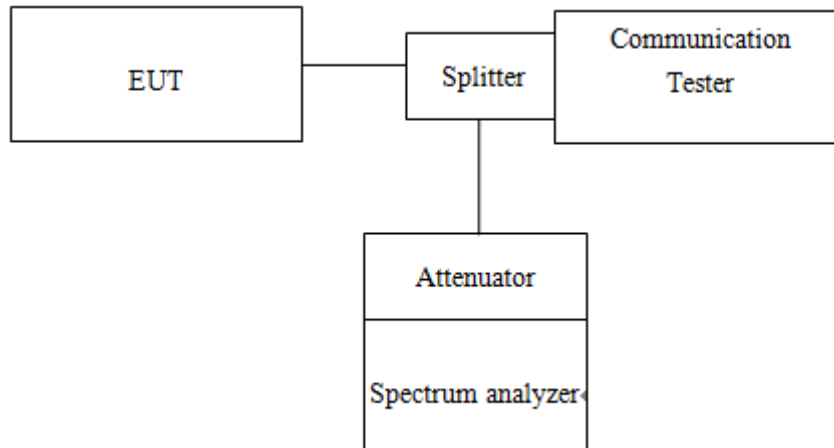 EUT
Splitter
Communication
Tester
Attenuator
Spectrum analyzer